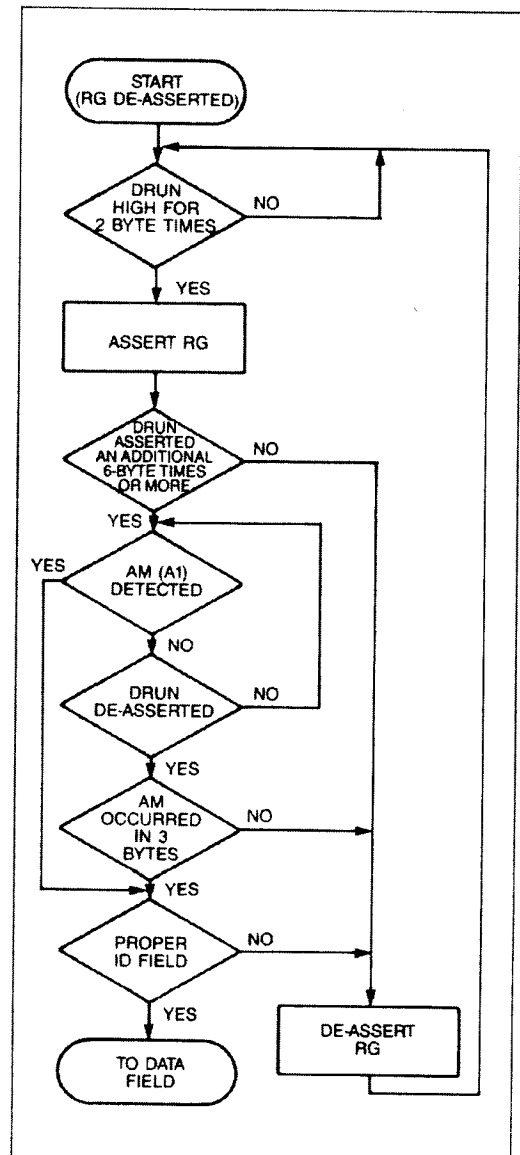 START
(RG DE-ASSERTED)
DRUN
HIGH FOR
2 BYTE TIMES
NO
YES
ASSERT RG
DRUN
ASSERTED
AN ADDITIONAL
6-BYTE TIMES
OR MORE
NO
YES
YES
AM (A1)
DETECTED
NO
DRUN
DE-ASSERTED
NO
YES
AM
OCCURRED
IN 3
BYTES
NO
YES
PROPER
ID FIELD
NO
YES
DE-ASSERT
RG
TO DATA
FIELD